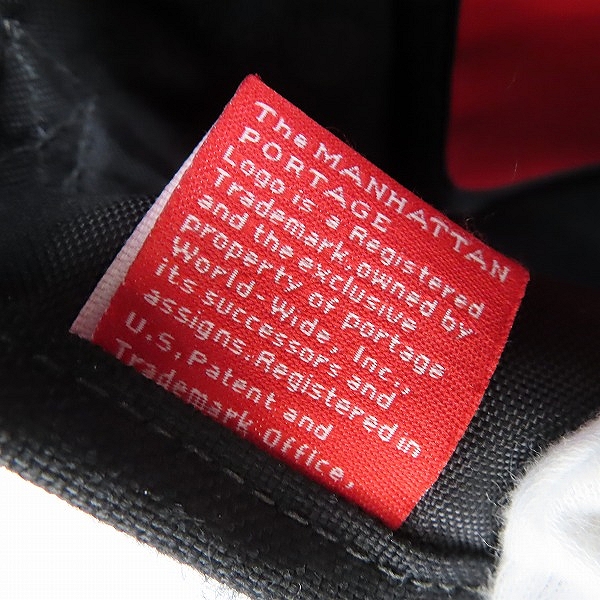 The MANHATTAN
PORTAGE
Logo is a Registered
Trademark, owned by
and the exclusive
property of portage
World-Wide, Inc.,
its successors and
assigns. Registered in
U.S. Patent and
Trademark Office.